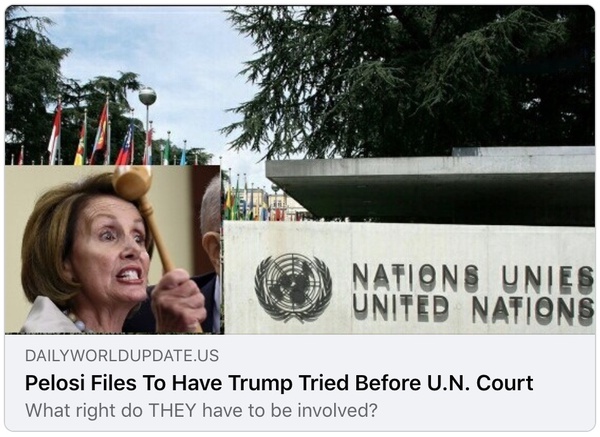 NATIONS UNIES
UNITED NATIONS
DAILYWORLDUPDATE.US
Pelosi Files To Have Trump Tried Before U.N. Court
What right do THEY have to be involved?